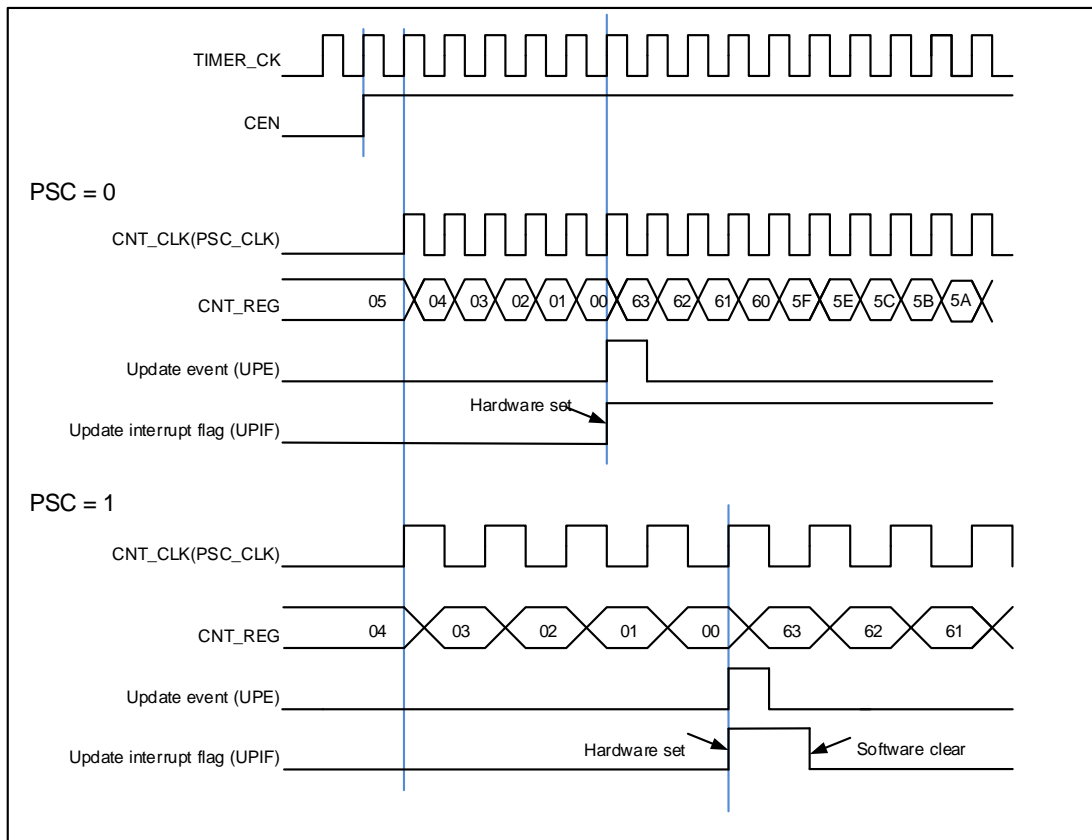 TIMER_CK
CEN
PSC = 0
CNT_CLK(PSC_CLK)
CNT_REG 05 04 03 02 01 00 63 62 61 60 5F 5E 5C 5B 5A
Update event (UPE)
Hardware set
Update interrupt flag (UPIF)
PSC = 1
CNT_CLK(PSC_CLK)
CNT_REG 04 03 02 01 00 63 62 61
Update event (UPE)
Update interrupt flag (UPIF) Hardware set Software clear